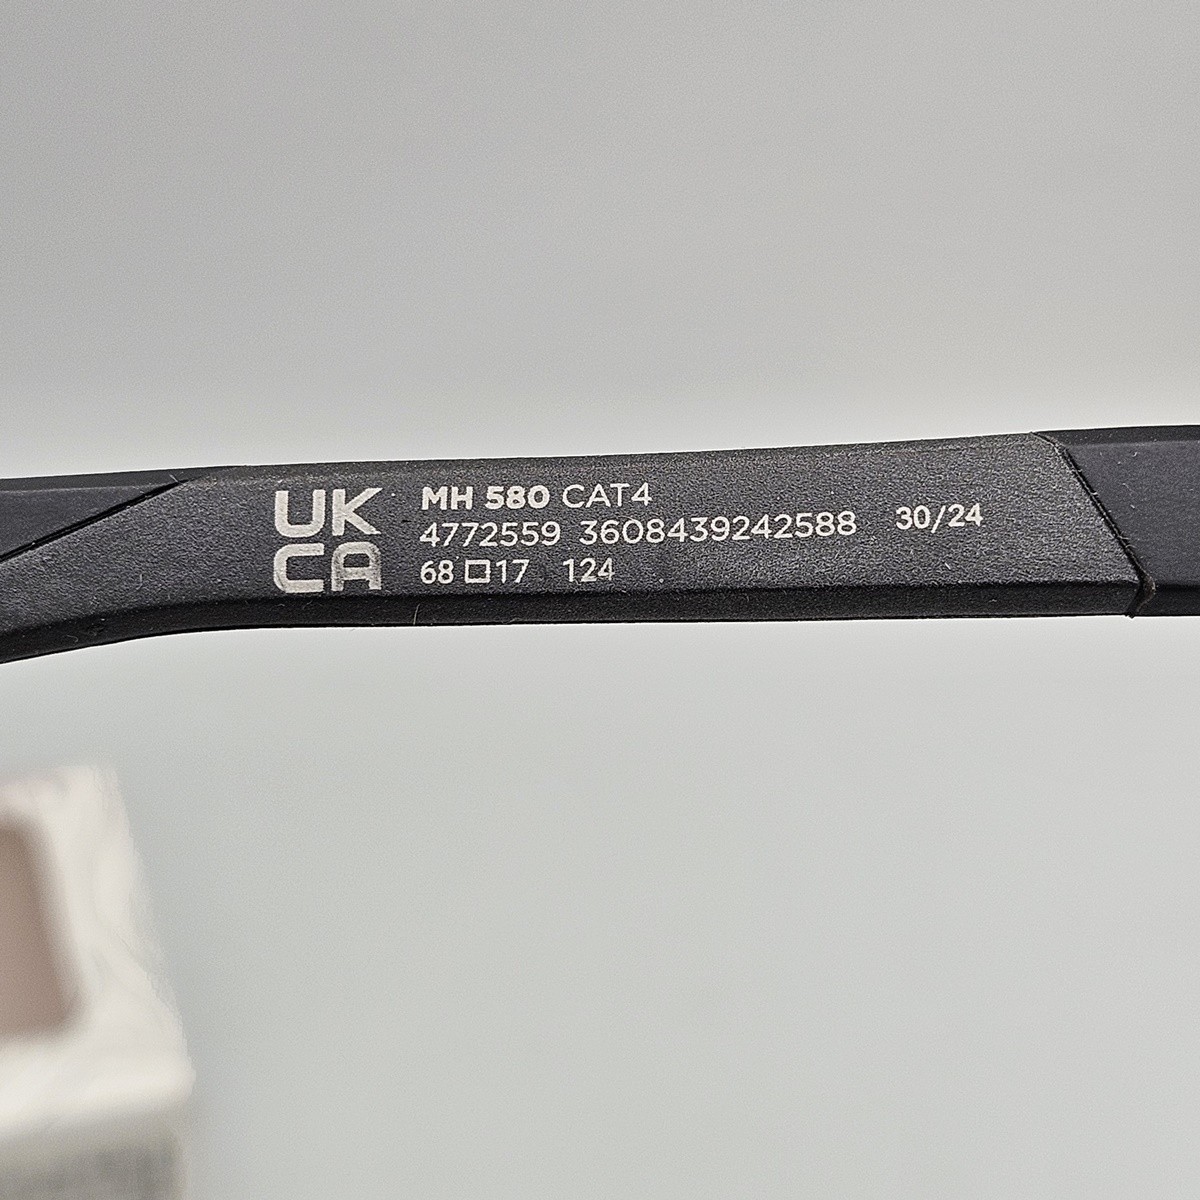 UK
CA
MH 580 CAT4
4772559 3608439242588 30/24
68□17 124